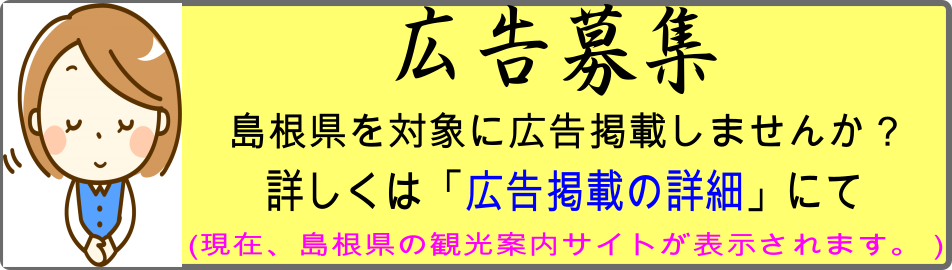 広告募集
島根県を対象に広告掲載しませんか？
詳しくは「広告掲載の詳細」にて
(現在、島根県の観光案内サイトが表示されます。 )